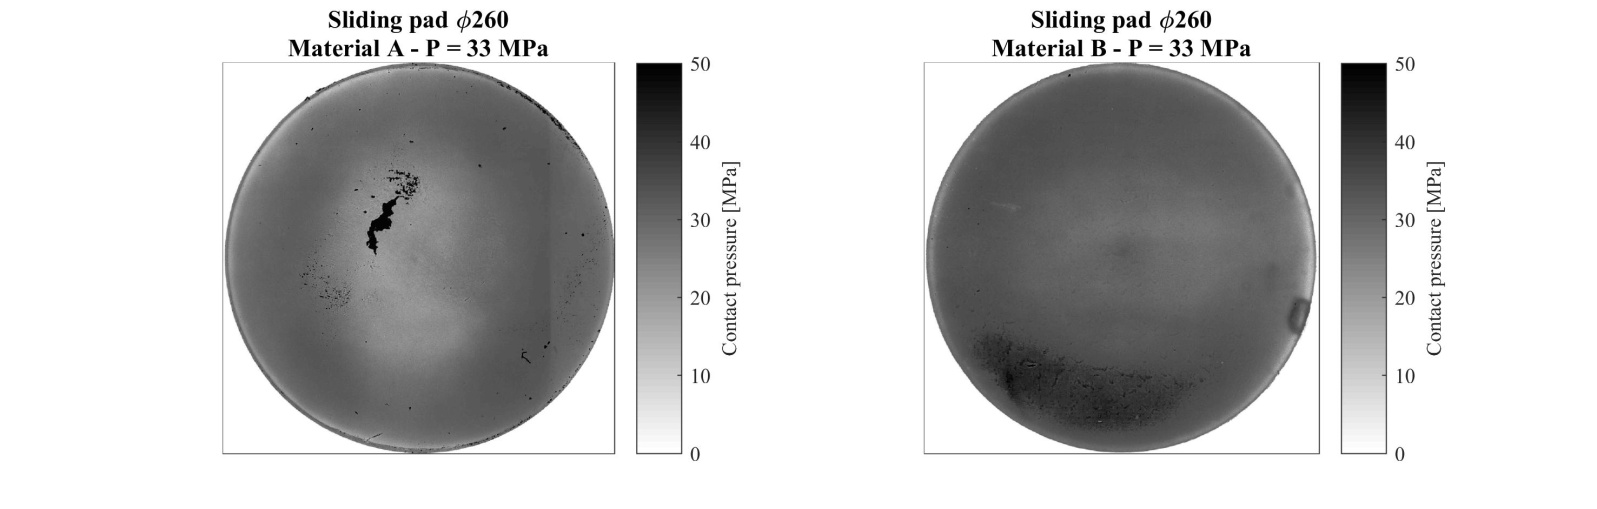 Sliding pad ϕ260
Material A - P = 33 MPa
50
40
30
20
10
0
Contact pressure [MPa]
Sliding pad ϕ260
Material B - P = 33 MPa
50
40
30
20
10
0
Contact pressure [MPa]